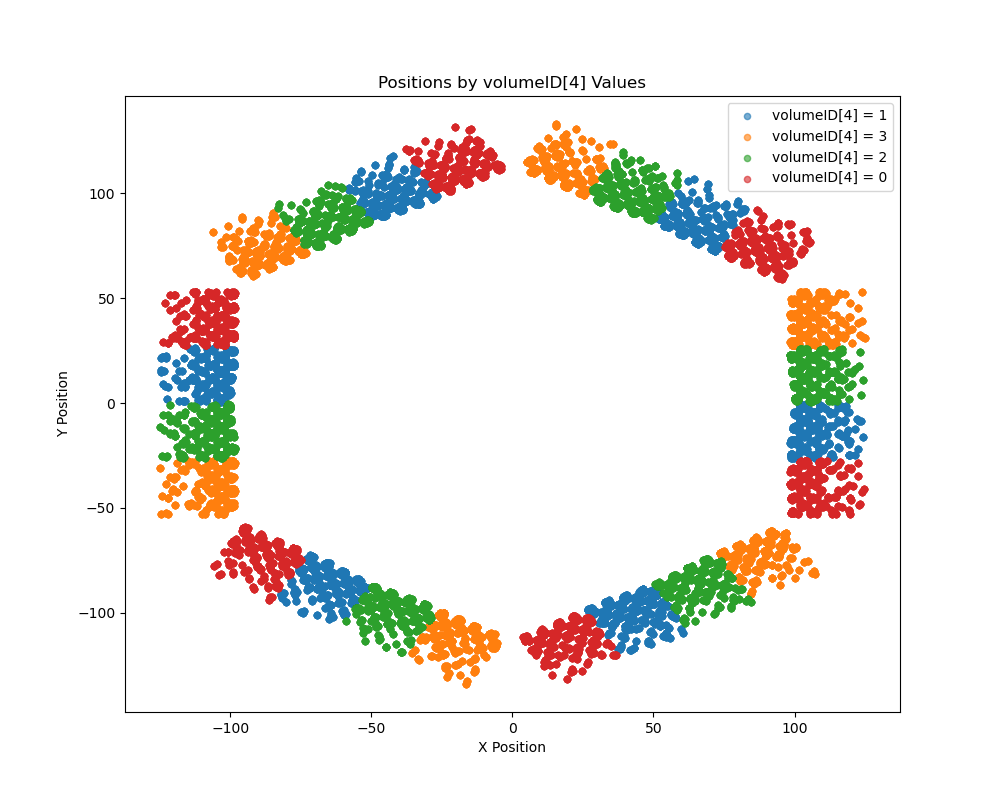 Positions by volumeID[4] Values
volumeID[4] = 1
volumeID[4] = 3
volumeID[4] = 2
volumeID[4] = 0
100
50
0
−50
−100
Y Position
−100
−50
0
50
100
X Position